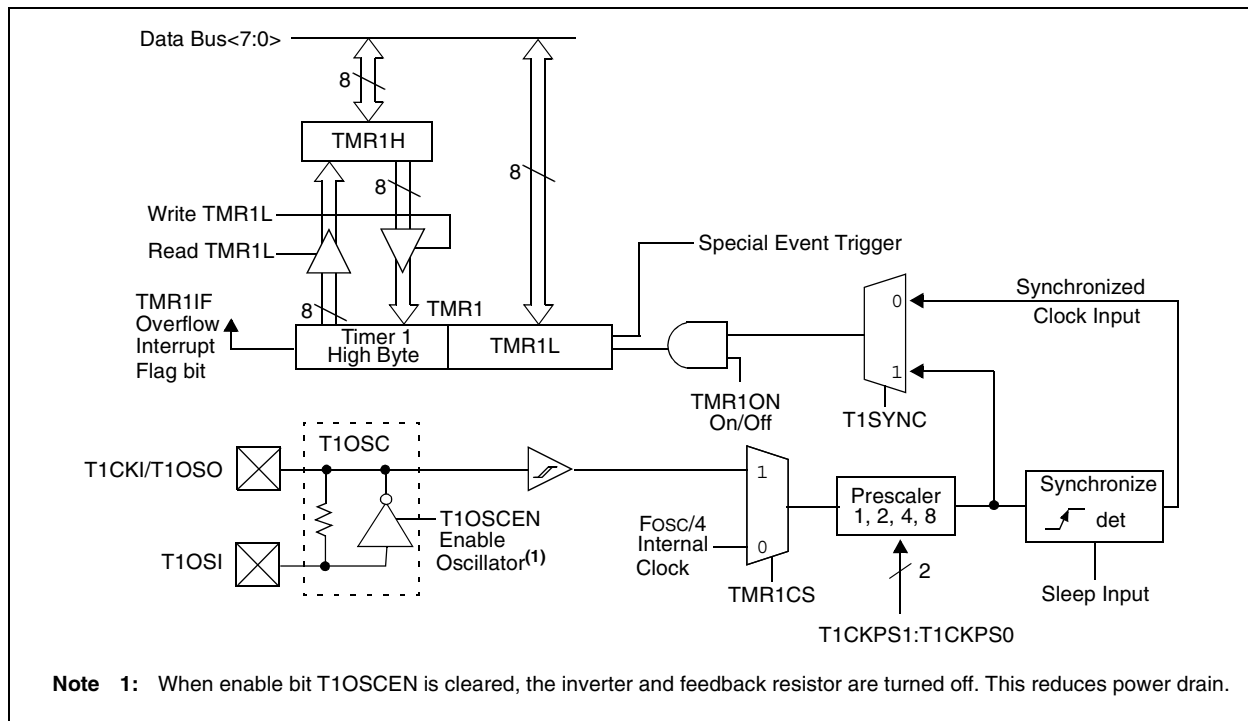 Data Bus<7:0>
8
TMR1H
8
8
Write TMR1L
Read TMR1L
Special Event Trigger
8
TMR1
TMR1IF
Overflow
Interrupt
Flag bit
Timer 1
High Byte
TMR1L
0
Synchronized
Clock Input
1
TMR1ON
On/Off
T1SYNC
T1OSC
T1CKI/T1OSO
1
Prescaler
1, 2, 4, 8
Synchronize
det
T1OSCEN
Enable
Oscillator(1)
FOSC/4
Internal
Clock
0
T1OSI
2
TMR1CS
Sleep Input
T1CKPS1:T1CKPS0
Note 1: When enable bit T1OSCEN is cleared, the inverter and feedback resistor are turned off. This reduces power drain.